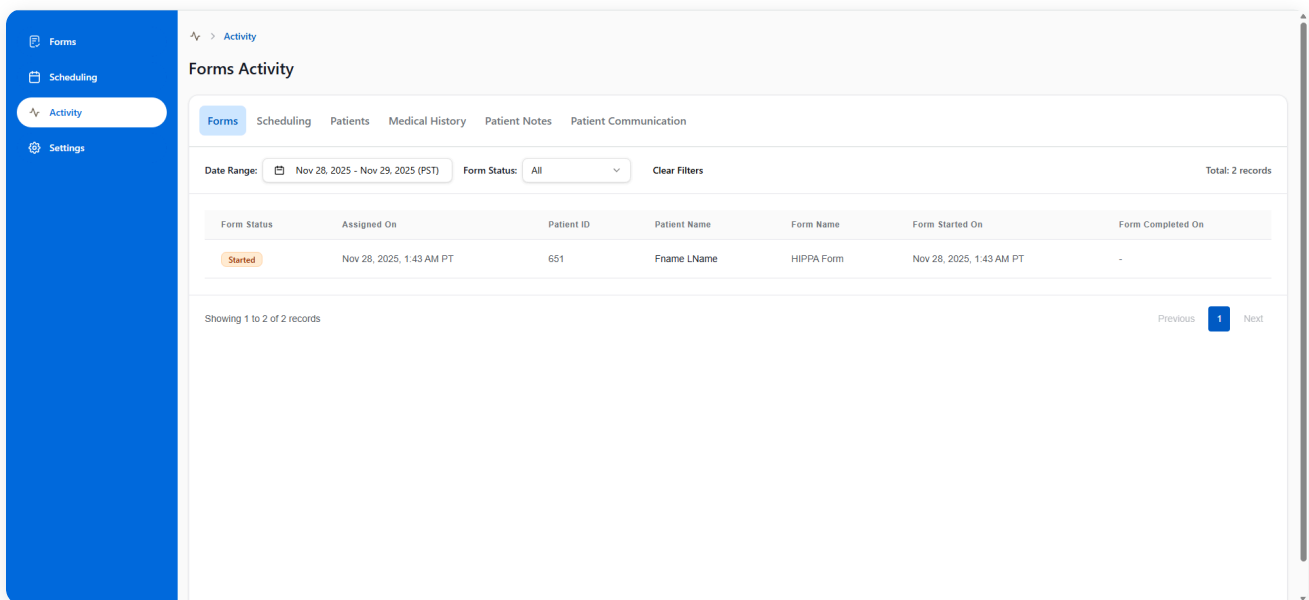 Forms
Scheduling
Activity
Settings
Activity
Forms Activity
Forms Scheduling Patients Medical History Patient Notes Patient Communication
Date Range: Nov 28, 2025 - Nov 29, 2025 (PST) Form Status: All Clear Filters Total: 2 records
Form Status Assigned On Patient ID Patient Name Form Name Form Started On Form Completed On
Started Nov 28, 2025, 1:43 AM PT 651 Fname LName HIPPA Form Nov 28, 2025, 1:43 AM PT -
Showing 1 to 2 of 2 records Previous 1 Next